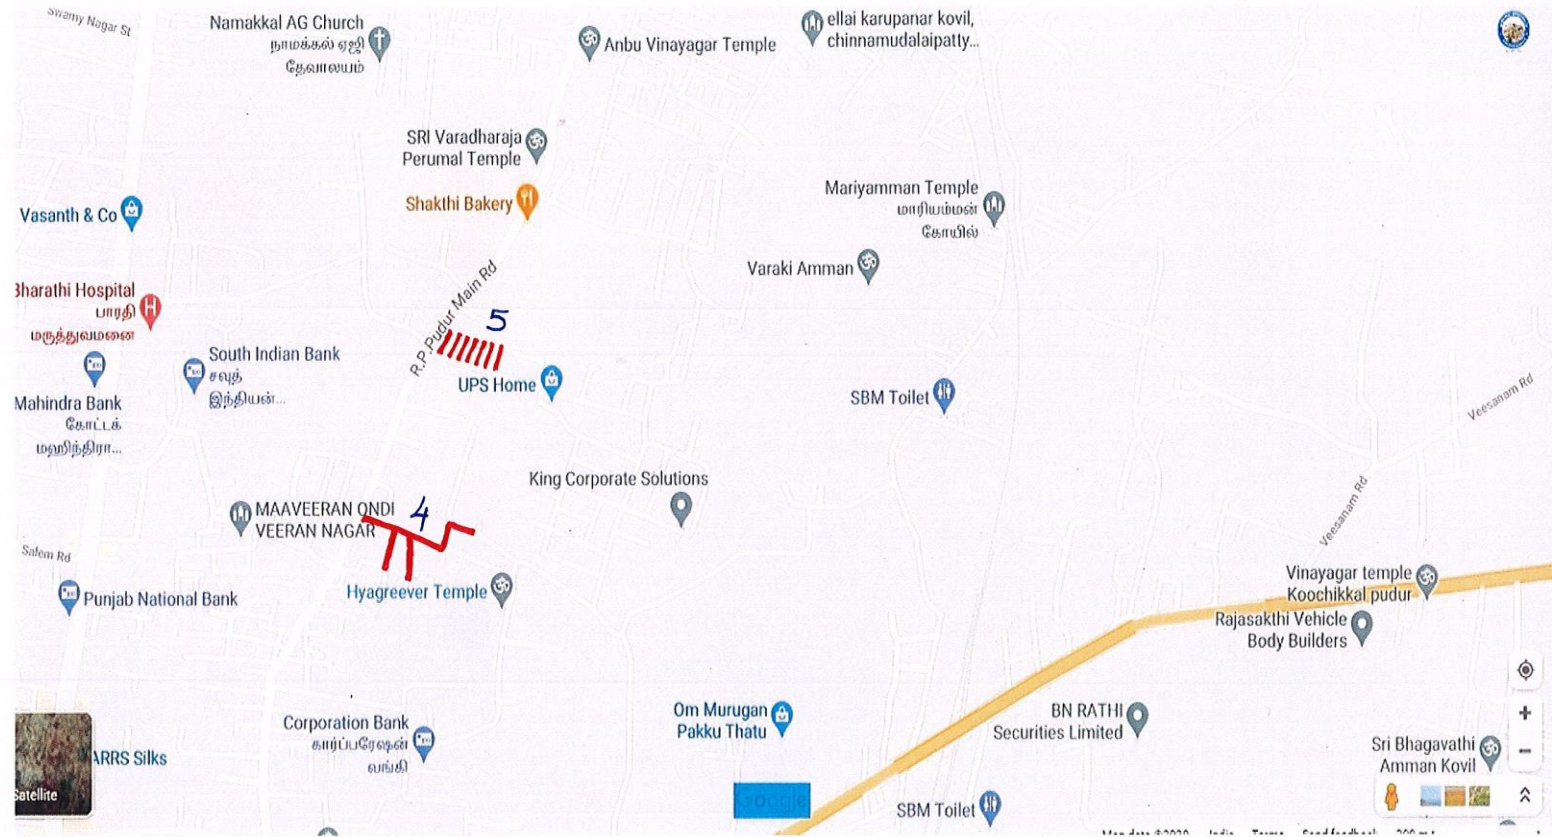 Swamy Nagar St
Namakkal AG Church
நாமக்கல் ஏஜி
தேவாலயம்
Anbu Vinayagar Temple
ellai karupanar kovil,
chinnamudalaipatty...
SRI Varadharaja
Perumal Temple
Shakthi Bakery
Vasanth & Co
Mariyamman Temple
மாரியம்மன்
கோயில்
Varaki Amman
Bharathi Hospital
பாரதி
மருத்துவமனை
R.P.Pudur Main Rd
5
South Indian Bank
சவுத்
இந்தியன்...
UPS Home
Mahindra Bank
கோட்டக்
மஹிந்திரா...
SBM Toilet
Veesanam Rd
King Corporate Solutions
Veesanam Rd
MAAVEERAN ONDI
VEERAN NAGAR
4
Salem Rd
Hyagreever Temple
Punjab National Bank
Vinayagar temple
Koochikkal pudur
Rajasakthi Vehicle
Body Builders
Corporation Bank
கார்ப்பரேஷன்
வங்கி
Om Murugan
Pakku Thatu
BN RATHI
Securities Limited
Sri Bhagavathi
Amman Kovil
ARRS Silks
Satellite
Google
SBM Toilet